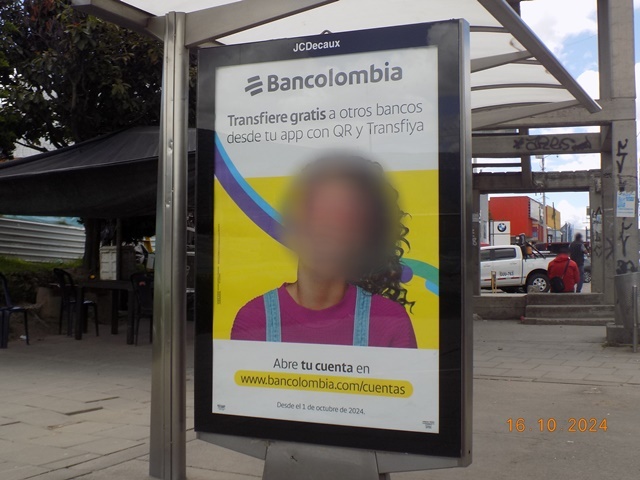 JCDecaux
Bancolombia
Transfiere gratis a otros bancos
desde tu app con QR y Transfiya
Abre tu cuenta en
www.bancolombia.com/cuentas
Desde el 1 de octubre de 2024.
16.10.2024